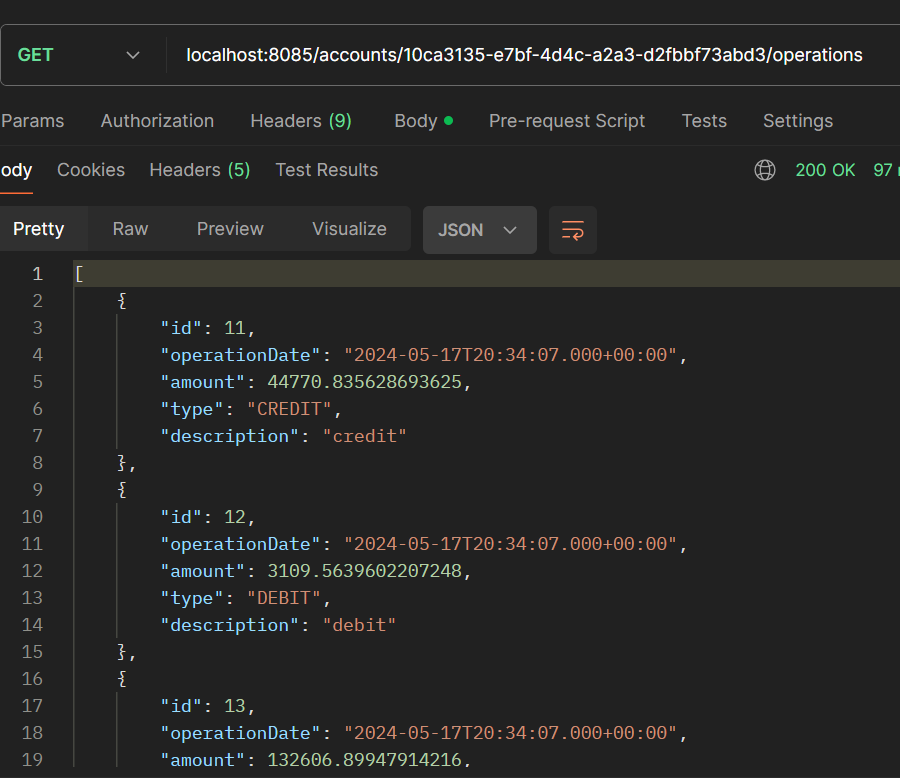 GET localhost:8085/accounts/10ca3135-e7bf-4d4c-a2a3-d2fbbf73abd3/operations
Params Authorization Headers (9) Body Pre-request Script Tests Settings
ody Cookies Headers (5) Test Results 200 OK 97
Pretty Raw Preview Visualize JSON
1 [
2 {
3 "id": 11,
4 "operationDate": "2024-05-17T20:34:07.000+00:00",
5 "amount": 44770.835628693625,
6 "type": "CREDIT",
7 "description": "credit"
8 },
9 {
10 "id": 12,
11 "operationDate": "2024-05-17T20:34:07.000+00:00",
12 "amount": 3109.5639602207248,
13 "type": "DEBIT",
14 "description": "debit"
15 },
16 {
17 "id": 13,
18 "operationDate": "2024-05-17T20:34:07.000+00:00",
19 "amount": 132606.89947914216,